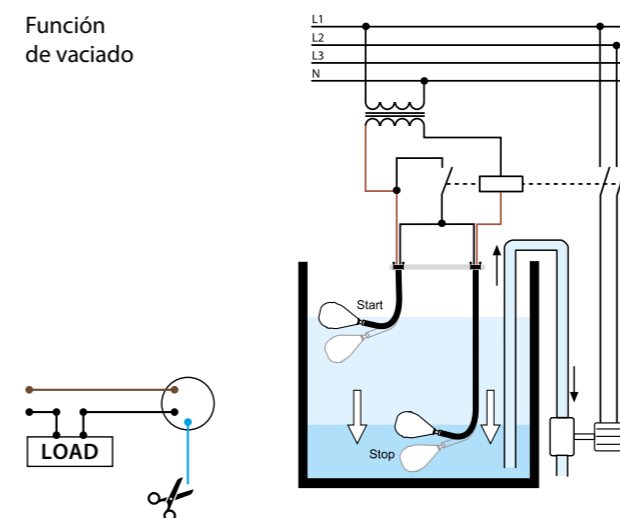 Función
de vaciado
L1
L2
L3
N
Start
Stop
LOAD